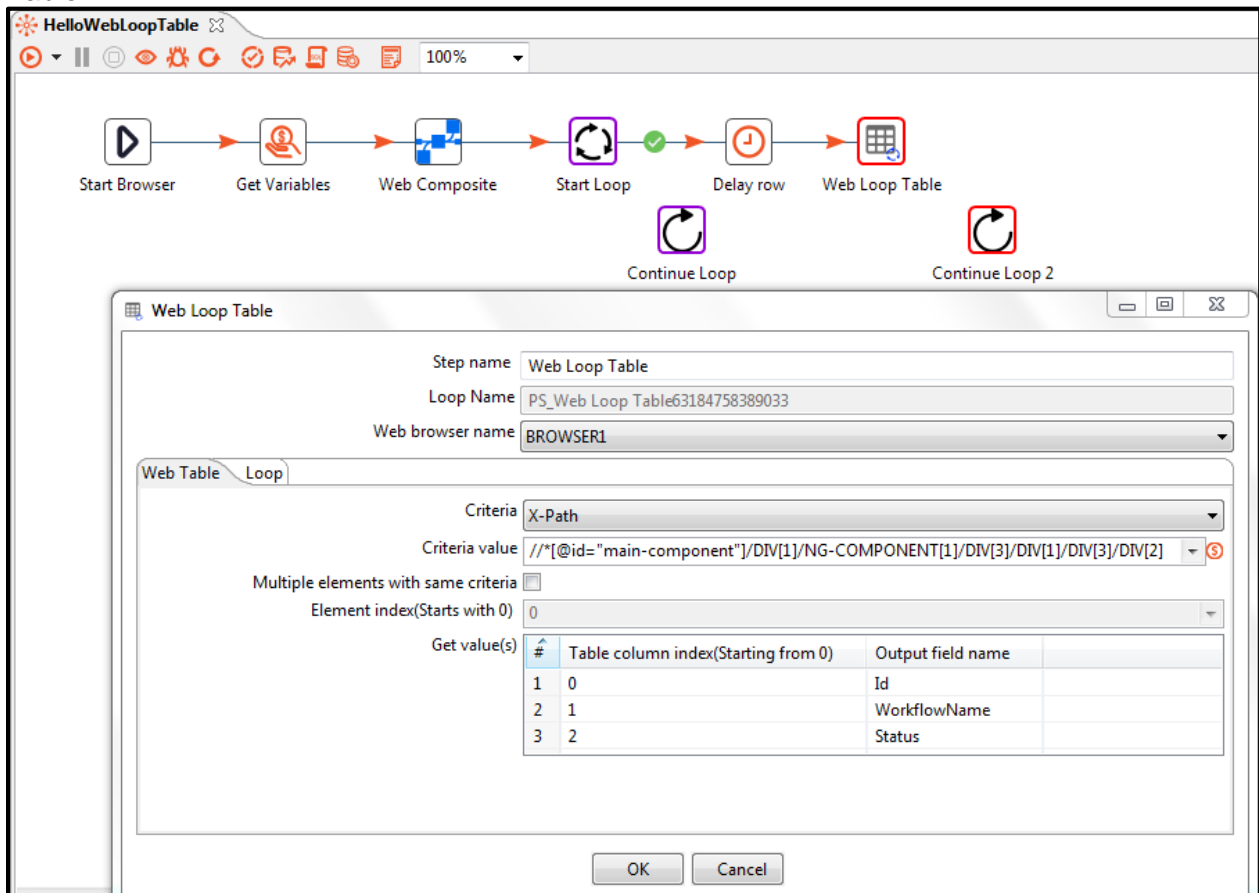 HelloWebLoopTable
100%
Start Browser
Get Variables
Web Composite
Start Loop
Delay row
Web Loop Table
Continue Loop
Continue Loop 2
Web Loop Table
Step name Web Loop Table
Loop Name PS_Web Loop Table63184758389033
Web browser name BROWSER1
Web Table Loop
Criteria X-Path
Criteria value //*[@id="main-component"]/DIV[1]/NG-COMPONENT[1]/DIV[3]/DIV[1]/DIV[3]/DIV[2]
Multiple elements with same criteria
Element index(Starts with 0) 0
Get value(s) # Table column index(Starting from 0) Output field name
1 0 Id
2 1 WorkflowName
3 2 Status
OK Cancel